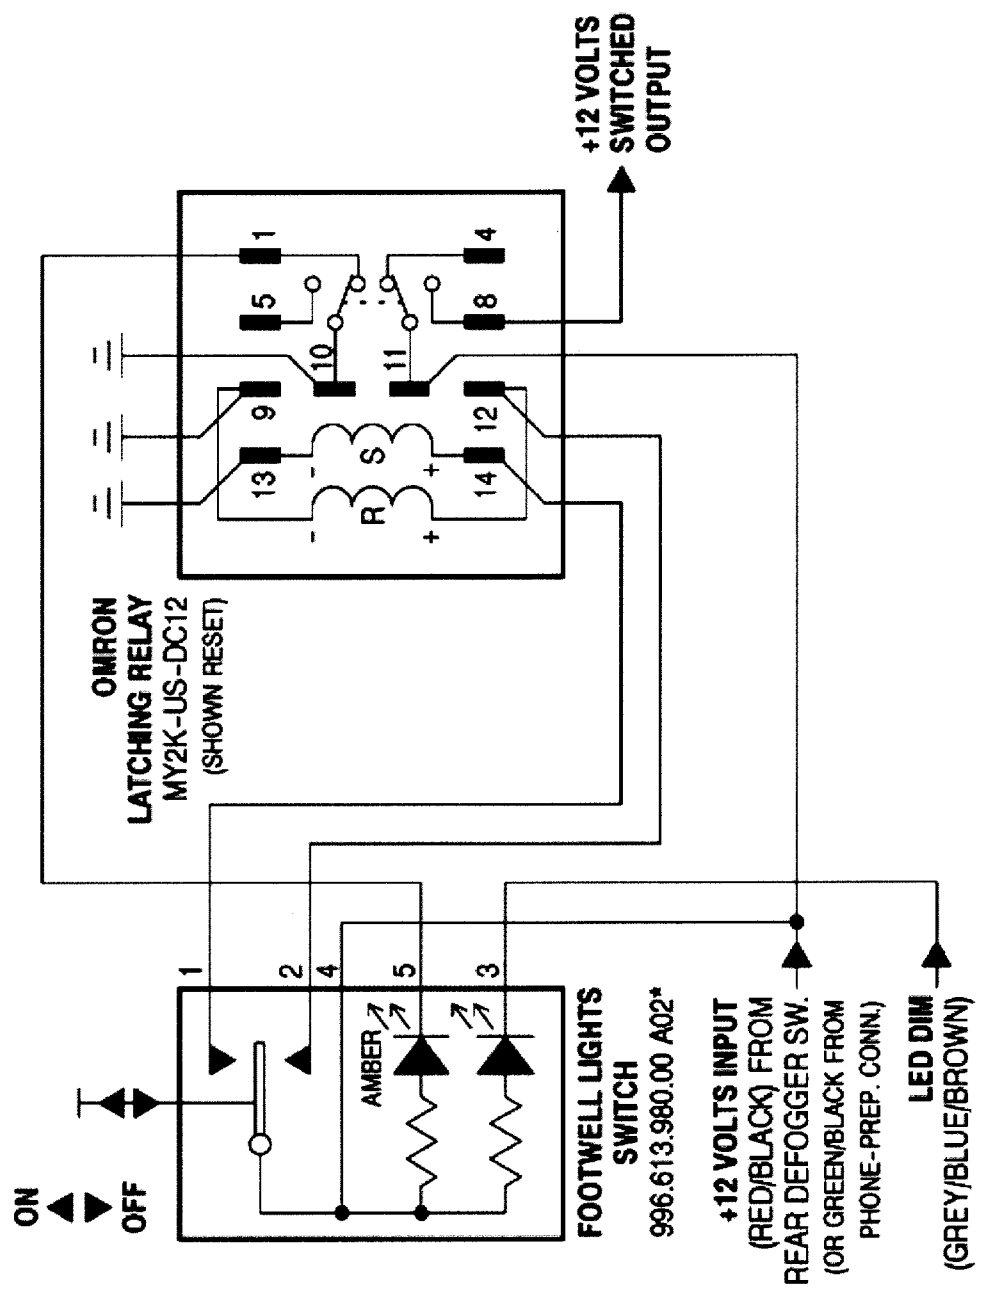 ON
OFF
1
2
4
5
3
AMBER
FOOTWELL LIGHTS
SWITCH
996.613.980.00 A02*
+12 VOLTS INPUT
(RED/BLACK) FROM
REAR DEFOGGER SW.
(OR GREEN/BLACK FROM
PHONE-PREP. CONN.)
LED DIM
(GREY/BLUE/BROWN)
OMRON
LATCHING RELAY
MY2K-US-DC12
(SHOWN RESET)
13
9
10
5
1
- -
R
S
+ +
14
12
11
8
4
+12 VOLTS
SWITCHED
OUTPUT